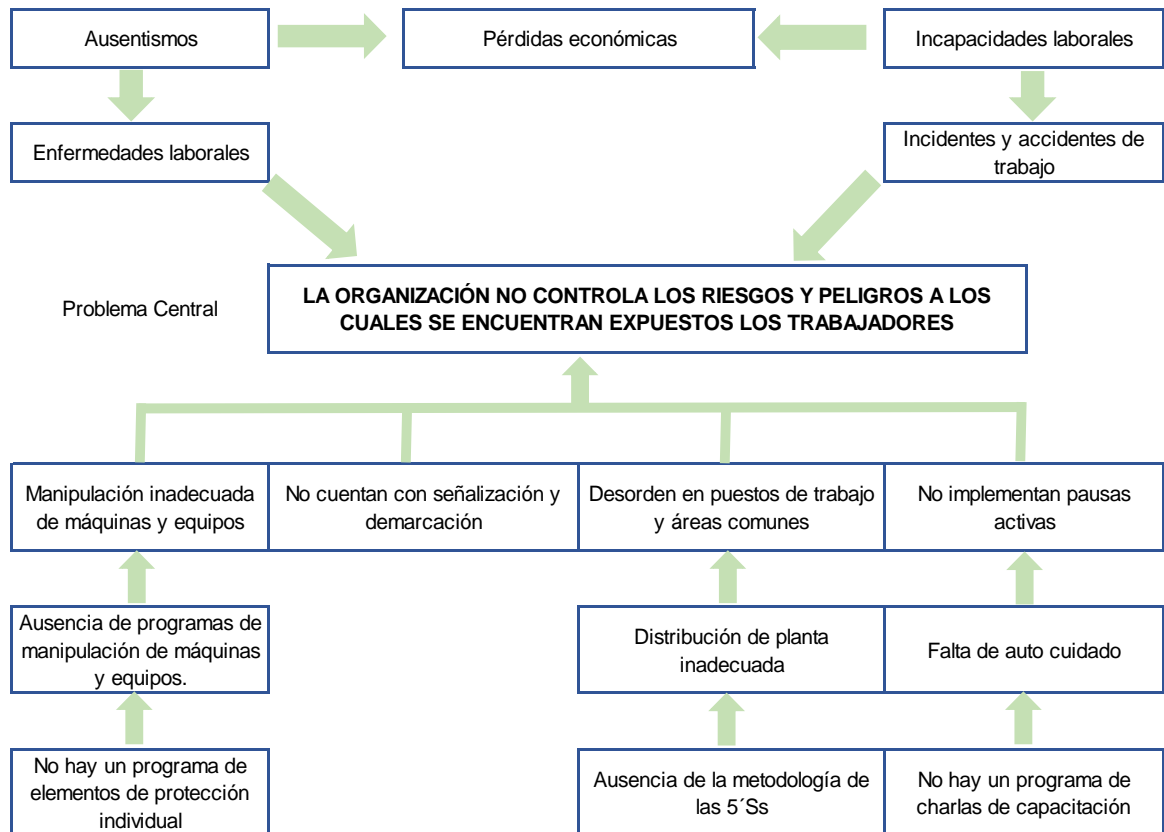 Ausentismos
Pérdidas económicas
Incapacidades laborales
Enfermedades laborales
Incidentes y accidentes de
trabajo
Problema Central
LA ORGANIZACIÓN NO CONTROLA LOS RIESGOS Y PELIGROS A LOS
CUALES SE ENCUENTRAN EXPUESTOS LOS TRABAJADORES
Manipulación inadecuada
de máquinas y equipos
No cuentan con señalización y
demarcación
Desorden en puestos de trabajo
y áreas comunes
No implementan pausas
activas
Ausencia de programas de
manipulación de máquinas
y equipos.
Distribución de planta
inadecuada
Falta de auto cuidado
No hay un programa de
elementos de protección
individual
Ausencia de la metodología de
las 5´Ss
No hay un programa de
charlas de capacitación